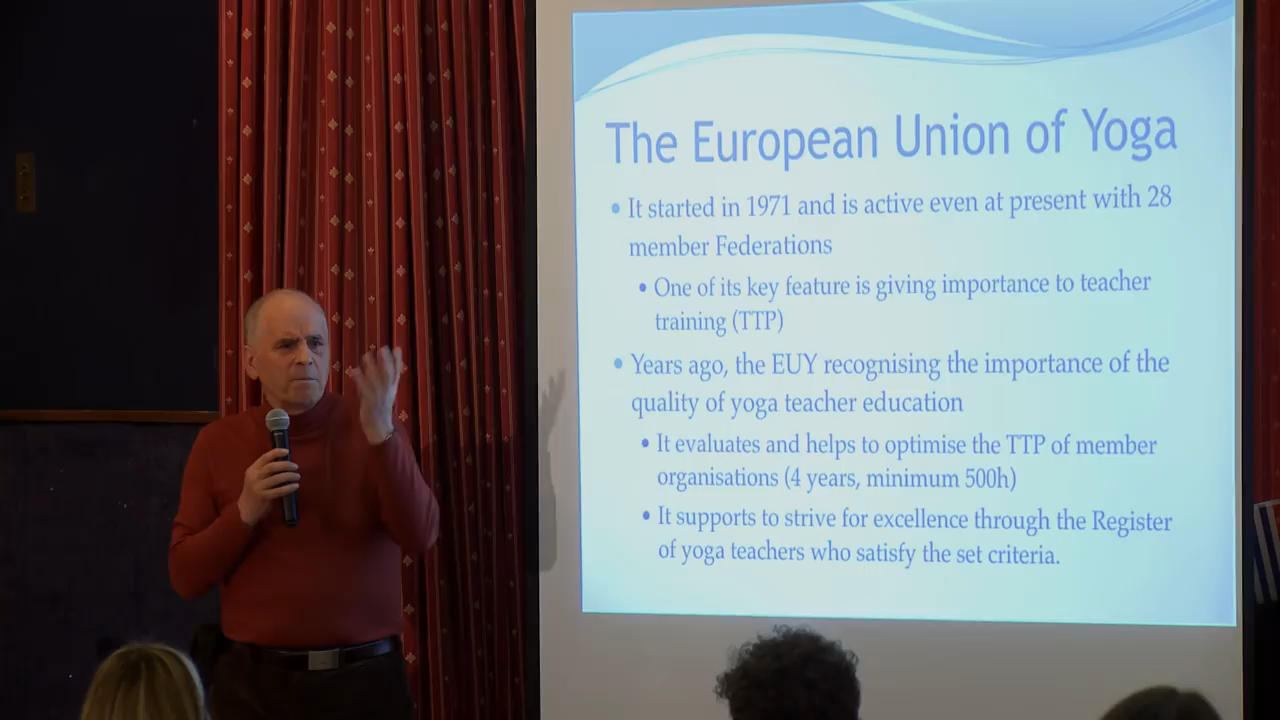 The European Union of Yoga
• It started in 1971 and is active even at present with 28
member Federations
• One of its key feature is giving importance to teacher
training (TTP)
• Years ago, the EUY recognising the importance of the
quality of yoga teacher education
• It evaluates and helps to optimise the TTP of member
organisations (4 years, minimum 500h)
• It supports to strive for excellence through the Register
of yoga teachers who satisfy the set criteria.